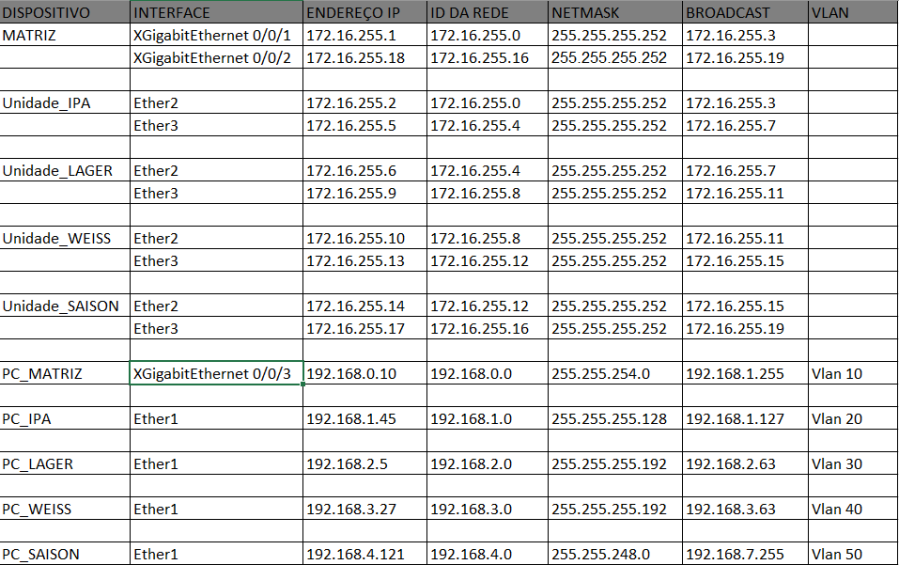 DISPOSITIVO INTERFACE ENDEREÇO IP ID DA REDE NETMASK BROADCAST VLAN
MATRIZ XGigabitEthernet 0/0/1 172.16.255.1 172.16.255.0 255.255.255.252 172.16.255.3
XGigabitEthernet 0/0/2 172.16.255.18 172.16.255.16 255.255.255.252 172.16.255.19
Unidade_IPA Ether2 172.16.255.2 172.16.255.0 255.255.255.252 172.16.255.3
Ether3 172.16.255.5 172.16.255.4 255.255.255.252 172.16.255.7
Unidade_LAGER Ether2 172.16.255.6 172.16.255.4 255.255.255.252 172.16.255.7
Ether3 172.16.255.9 172.16.255.8 255.255.255.252 172.16.255.11
Unidade_WEISS Ether2 172.16.255.10 172.16.255.8 255.255.255.252 172.16.255.11
Ether3 172.16.255.13 172.16.255.12 255.255.255.252 172.16.255.15
Unidade_SAISON Ether2 172.16.255.14 172.16.255.12 255.255.255.252 172.16.255.15
Ether3 172.16.255.17 172.16.255.16 255.255.255.252 172.16.255.19
PC_MATRIZ XGigabitEthernet 0/0/3 192.168.0.10 192.168.0.0 255.255.254.0 192.168.1.255 Vlan 10
PC_IPA Ether1 192.168.1.45 192.168.1.0 255.255.255.128 192.168.1.127 Vlan 20
PC_LAGER Ether1 192.168.2.5 192.168.2.0 255.255.255.192 192.168.2.63 Vlan 30
PC_WEISS Ether1 192.168.3.27 192.168.3.0 255.255.255.192 192.168.3.63 Vlan 40
PC_SAISON Ether1 192.168.4.121 192.168.4.0 255.255.248.0 192.168.7.255 Vlan 50